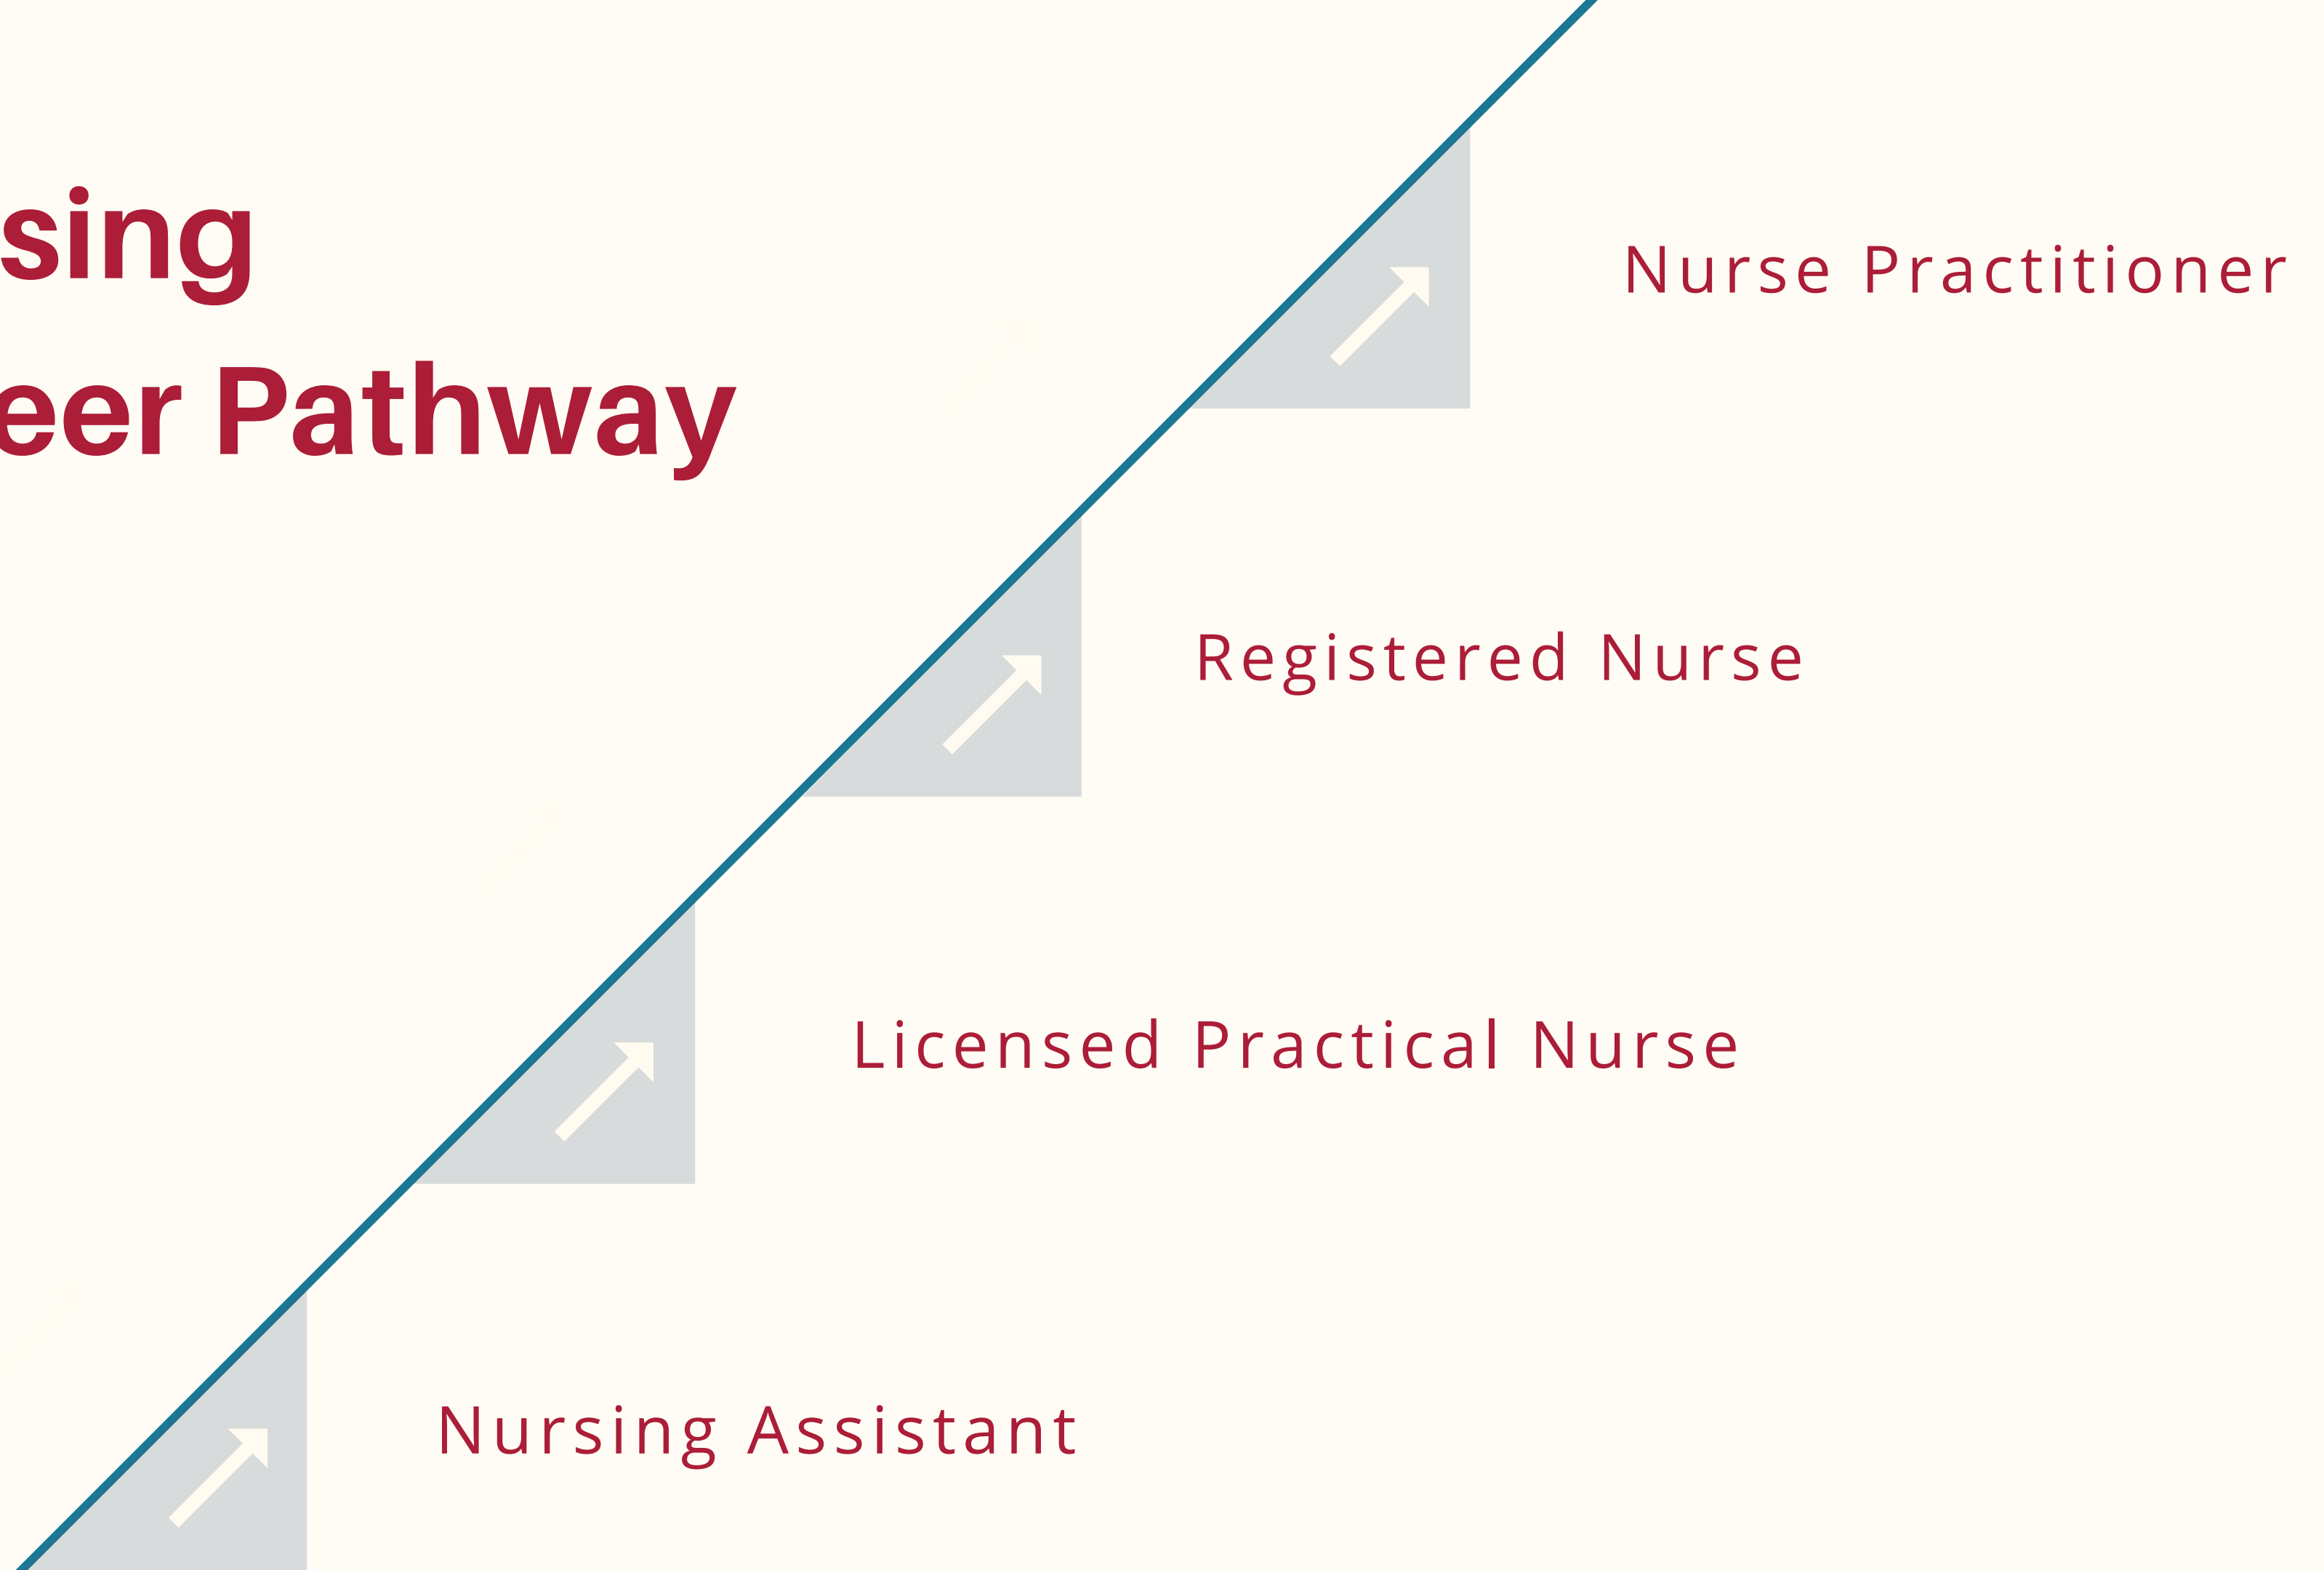 sing
eer Pathway
Nurse Practitioner
Registered Nurse
Licensed Practical Nurse
Nursing Assistant